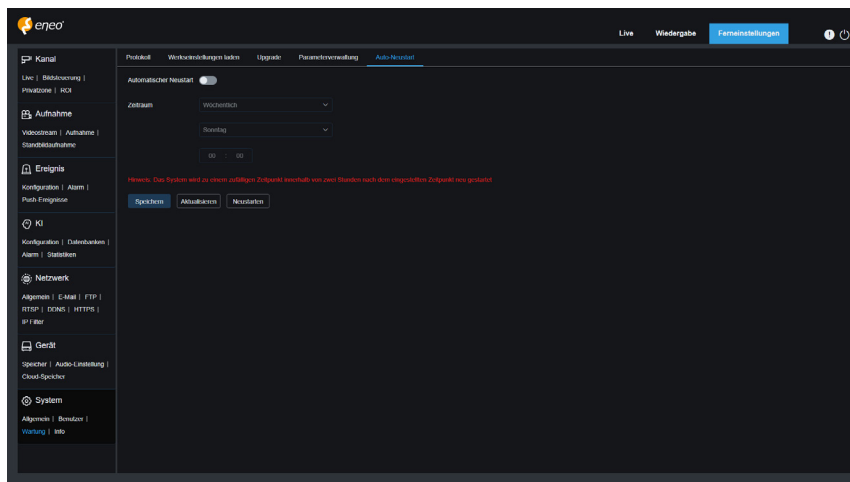 eneo
Live Wiedergabe Ferneinstellungen
Kanal
Live | Bildsteuerung |
Privatzone | ROI
Aufnahme
Videostream | Aufnahme |
Standbildaufnahme
Ereignis
Konfiguration | Alarm |
Push-Ereignisse
KI
Konfiguration | Datenbanken |
Alarm | Statistiken
Netzwerk
Allgemein | E-Mail | FTP |
RTSP | DDNS | HTTPS |
IP Filter
Gerät
Speicher | Audio-Einstellung |
Cloud-Speicher
System
Allgemein | Benutzer |
Wartung | Info
Protokoll Werkseinstellungen laden Upgrade Parameterverwaltung Auto-Neustart
Automatischer Neustart
Zeitraum Wöchentlich
Sonntag
00 : 00
Hinweis: Das System wird zu einem zufälligen Zeitpunkt innerhalb von zwei Stunden nach dem eingestellten Zeitpunkt neu gestartet
Speichern Aktualisieren Neustarten